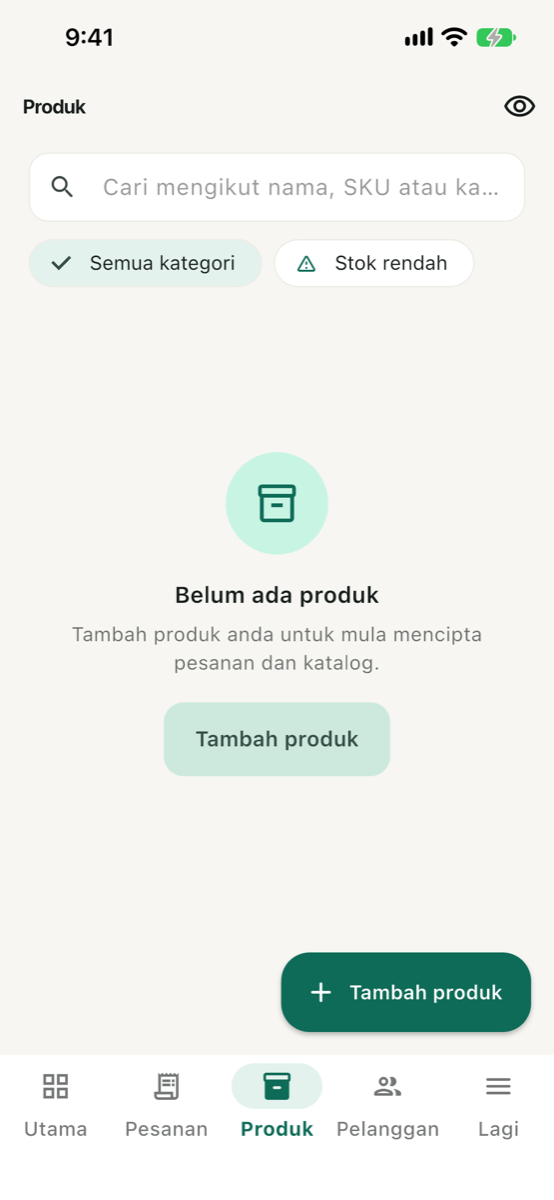 9:41
Produk
Cari mengikut nama, SKU atau ka...
Semua kategori
Stok rendah
Belum ada produk
Tambah produk anda untuk mula mencipta
pesanan dan katalog.
Tambah produk
Tambah produk
Utama
Pesanan
Produk
Pelanggan
Lagi